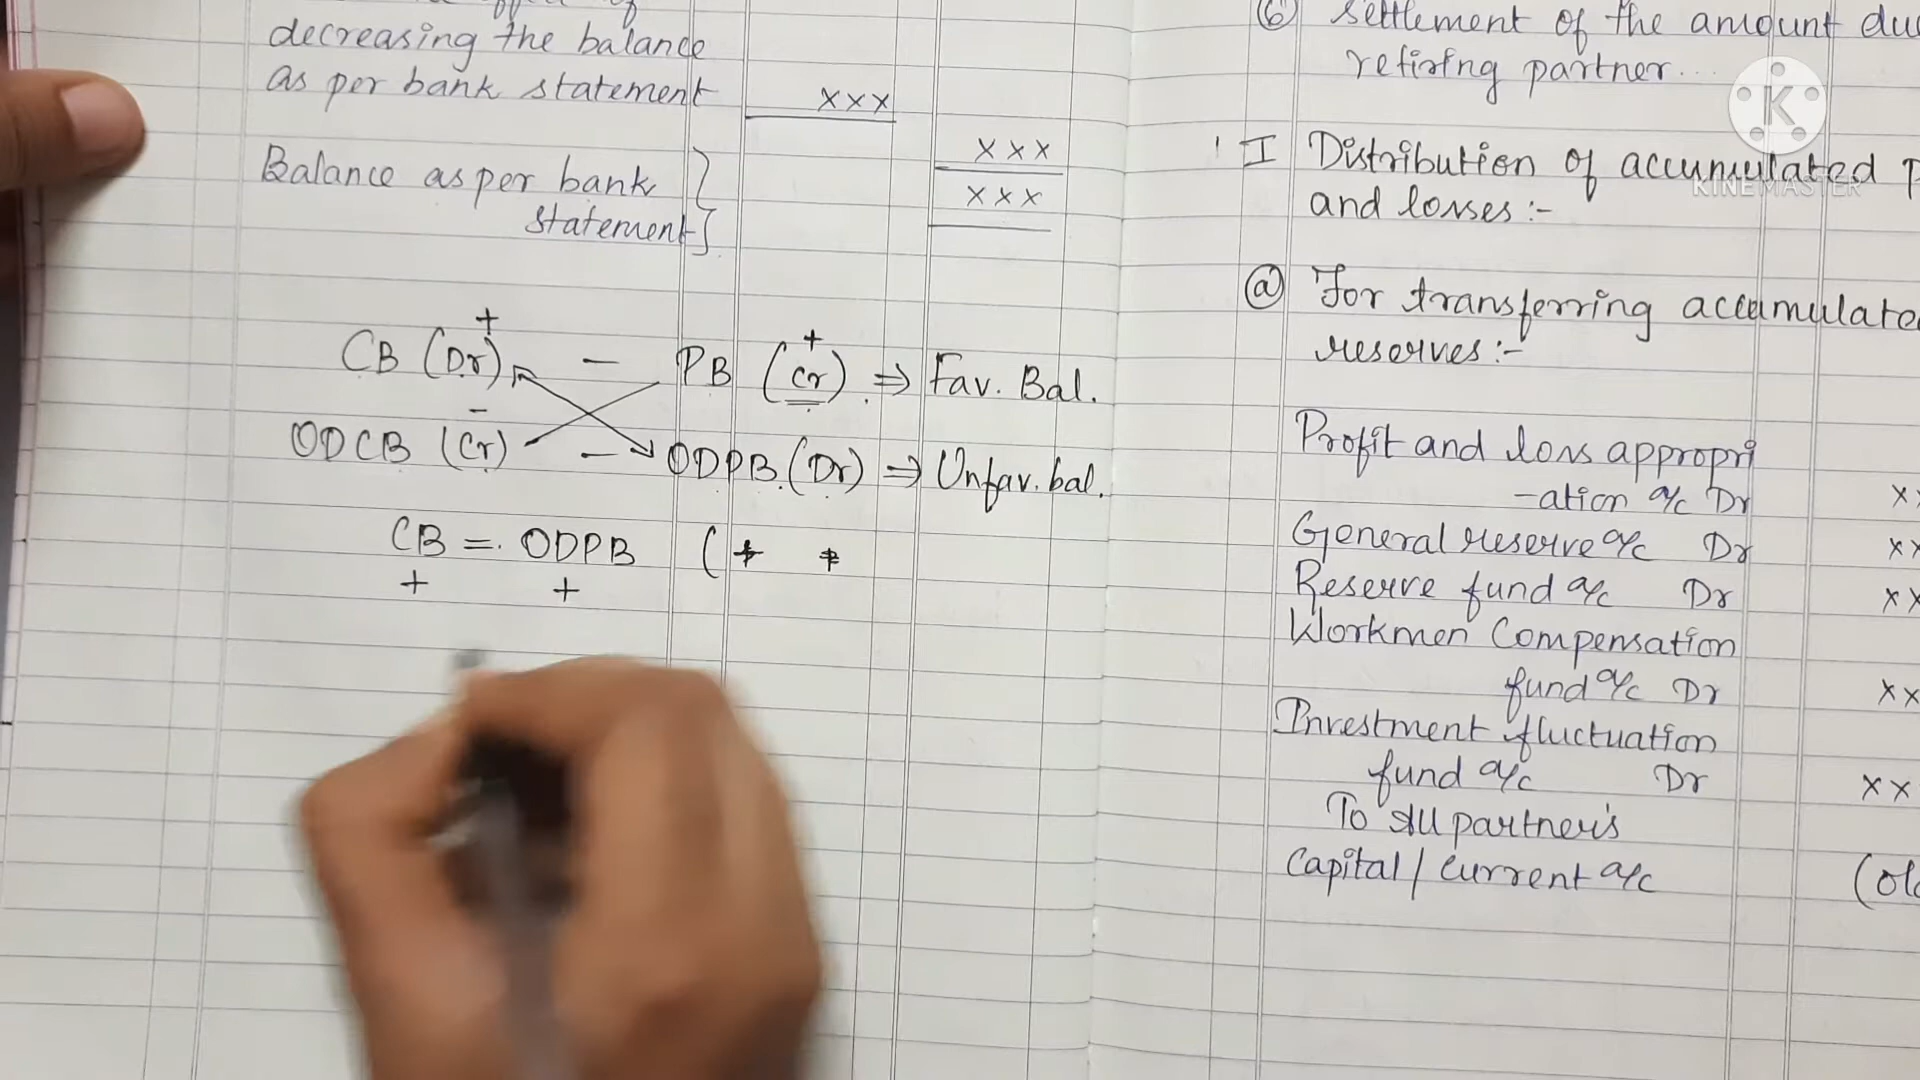 decreasing the balance
as per bank statement xxx
xxx
Balance as per bank
statement xxx
CB (Dr) + — PB (Cr) + ⇒ Fav. Bal.
ODCB (Cr) - — ODPB (Dr) ⇒ Unfav. bal.
CB = ODPB ( + +
+ +
6 settlement of the amount
retiring partner...
I Distribution of accumulated
and losses :-
a For transferring
reserves :-
Profit and loss appropri
-ation a/c Dr
General reserve a/c Dr
Reserve fund a/c Dr
Workmen Compensation
fund a/c Dr
Investment fluctuation
fund a/c Dr
To All partner's
Capital / Current a/c
K
KINEMASTER